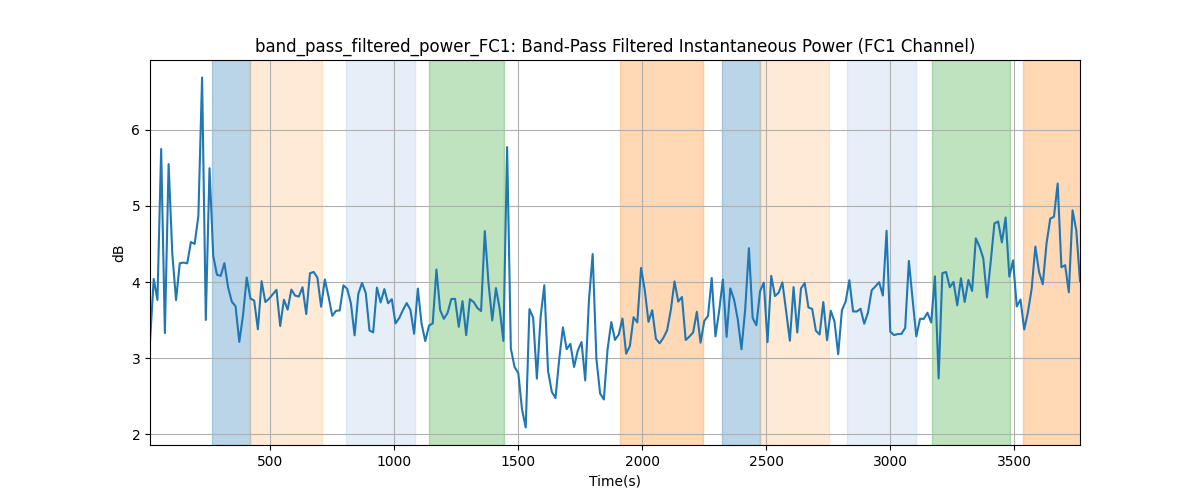 band_pass_filtered_power_FC1: Band-Pass Filtered Instantaneous Power (FC1 Channel)
6
5
4
3
2
dB
500 1000 1500 2000 2500 3000 3500
Time(s)